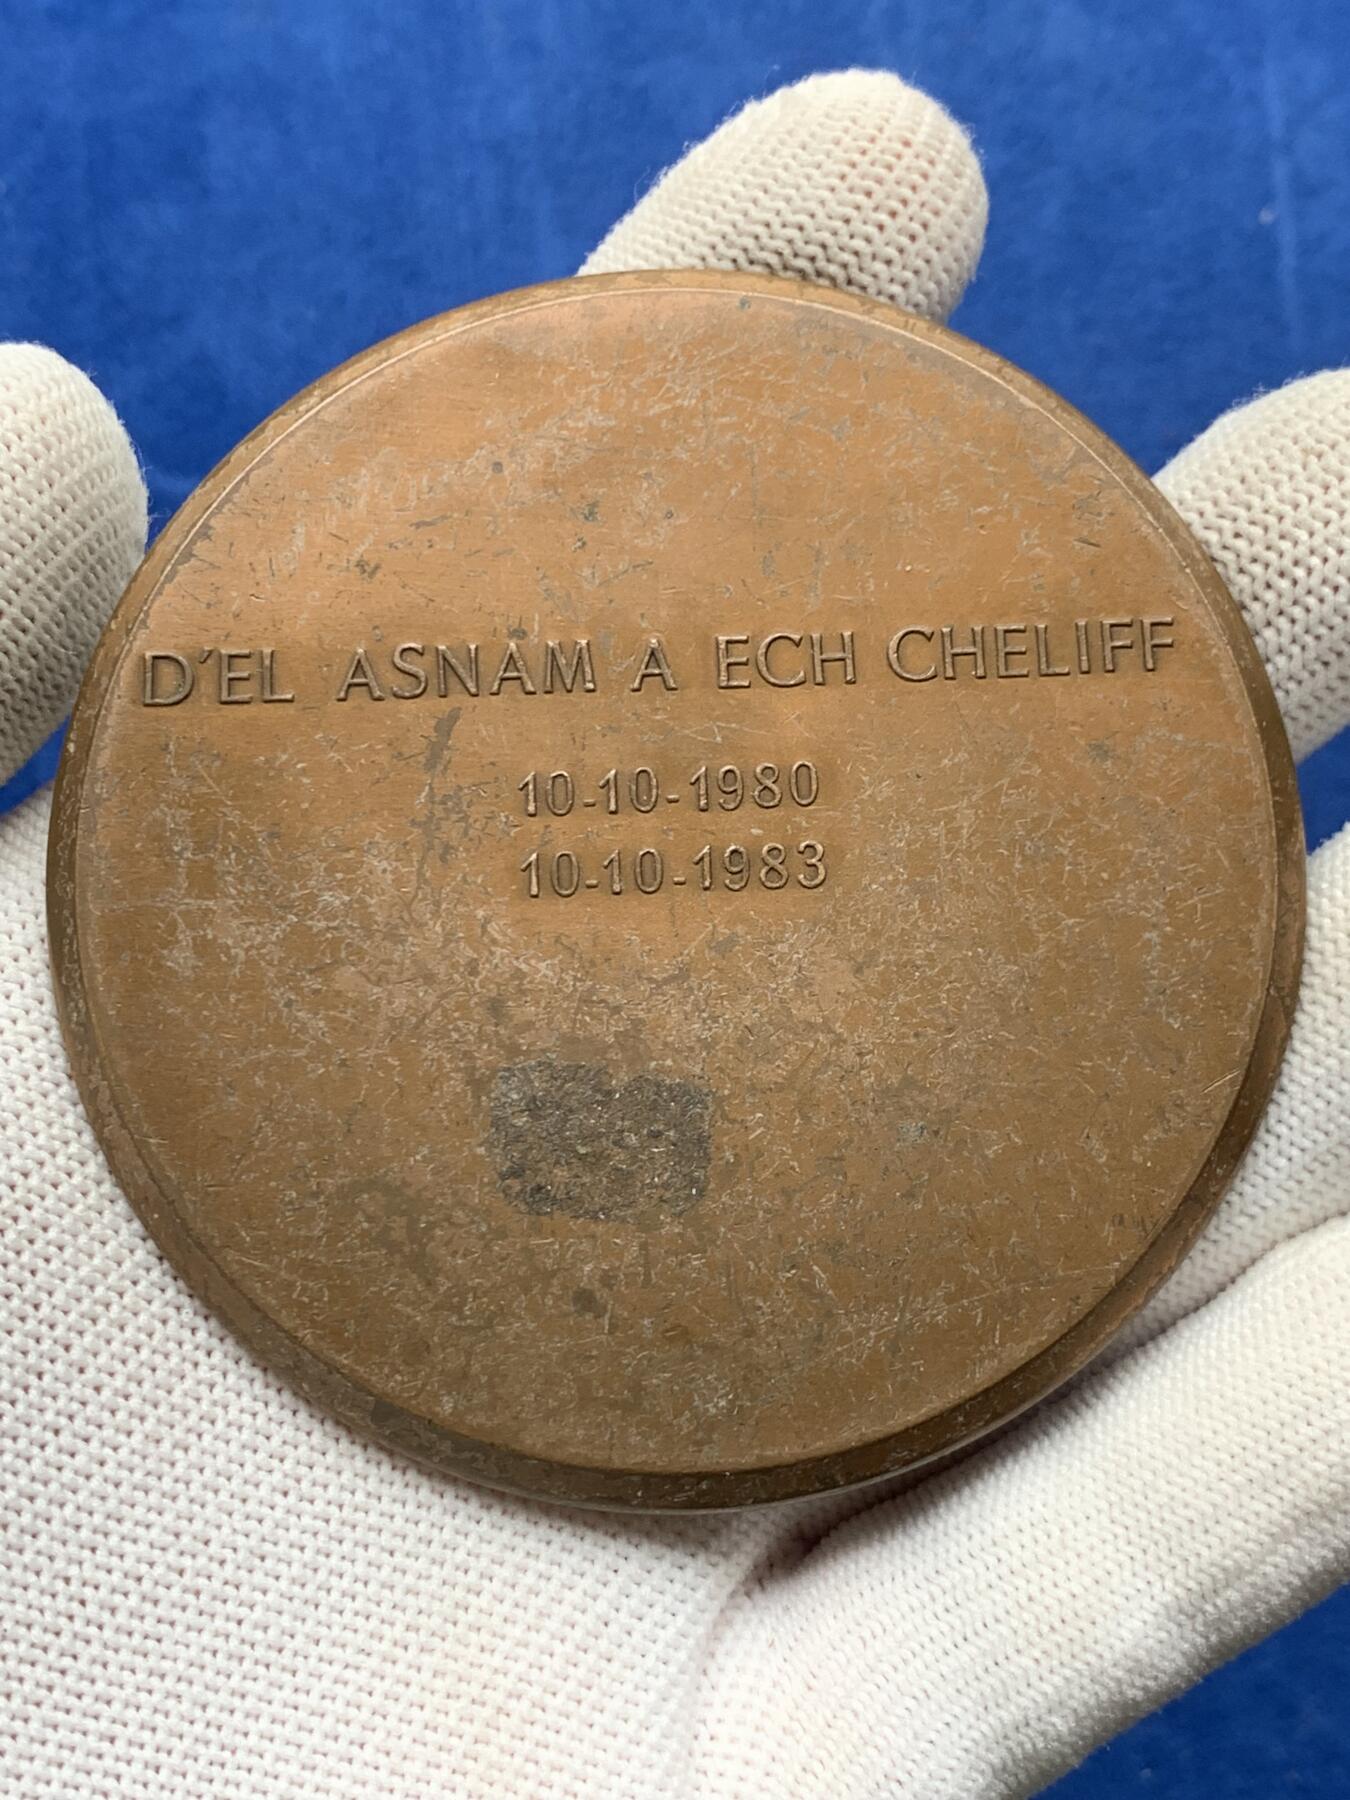 D'EL ASNAM A ECH CHELIFF
10-10-1980
10-10-1983